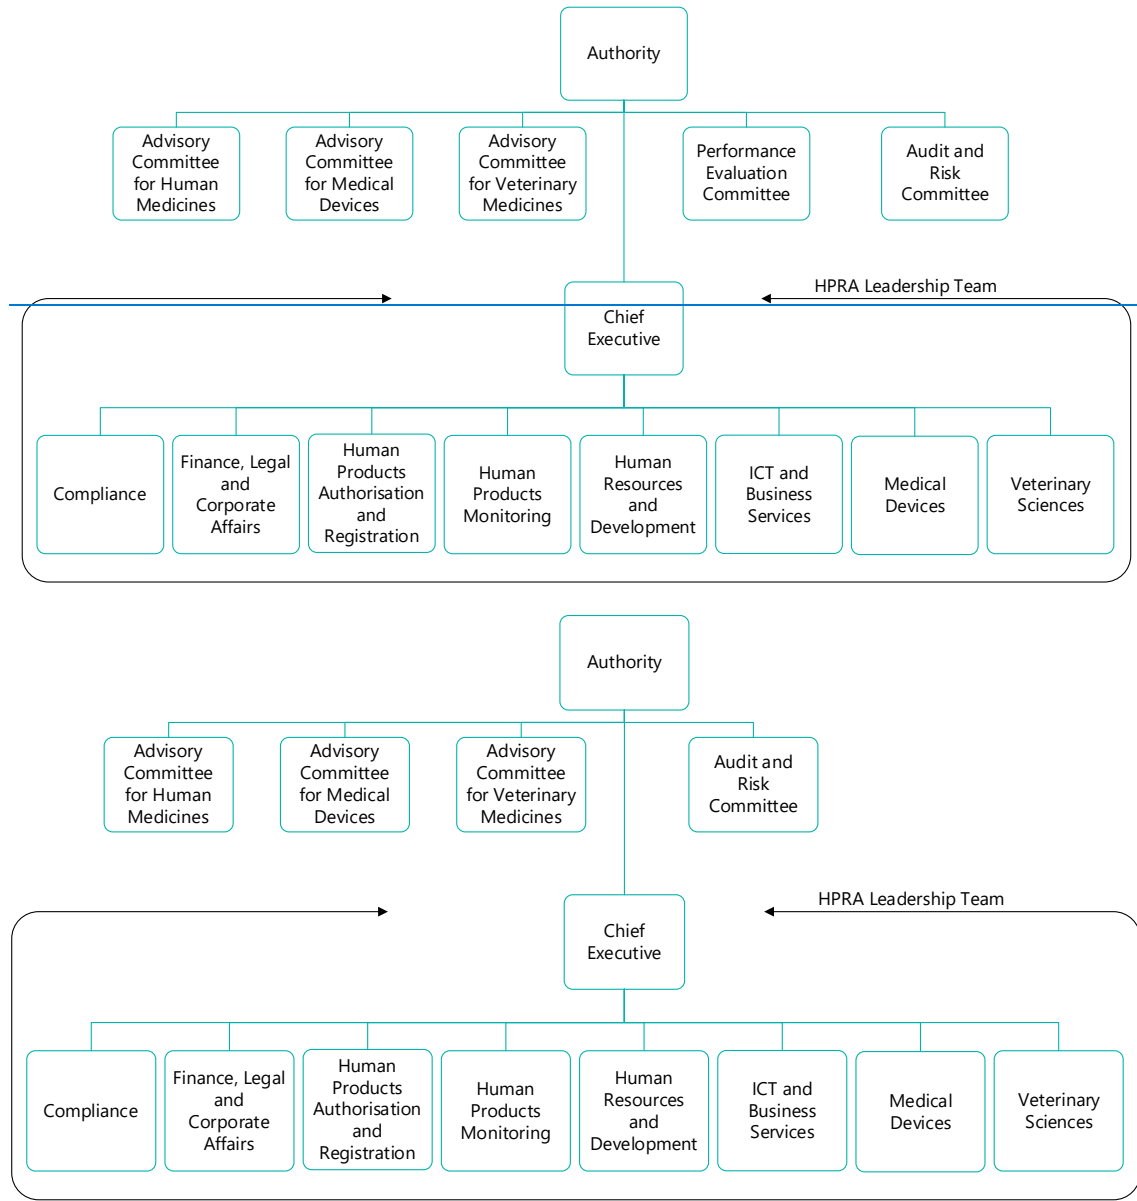 Authority
Advisory
Committee
for Human
Medicines
Advisory
Committee
for Medical
Devices
Advisory
Committee
for Veterinary
Medicines
Performance
Evaluation
Committee
Audit and
Risk
Committee
HPRA Leadership Team
Chief
Executive
Compliance
Finance, Legal
and
Corporate
Affairs
Human
Products
Authorisation
and
Registration
Human
Products
Monitoring
Human
Resources
and
Development
ICT and
Business
Services
Medical
Devices
Veterinary
Sciences
Authority
Advisory
Committee
for Human
Medicines
Advisory
Committee
for Medical
Devices
Advisory
Committee
for Veterinary
Medicines
Audit and
Risk
Committee
HPRA Leadership Team
Chief
Executive
Compliance
Finance, Legal
and
Corporate
Affairs
Human
Products
Authorisation
and
Registration
Human
Products
Monitoring
Human
Resources
and
Development
ICT and
Business
Services
Medical
Devices
Veterinary
Sciences